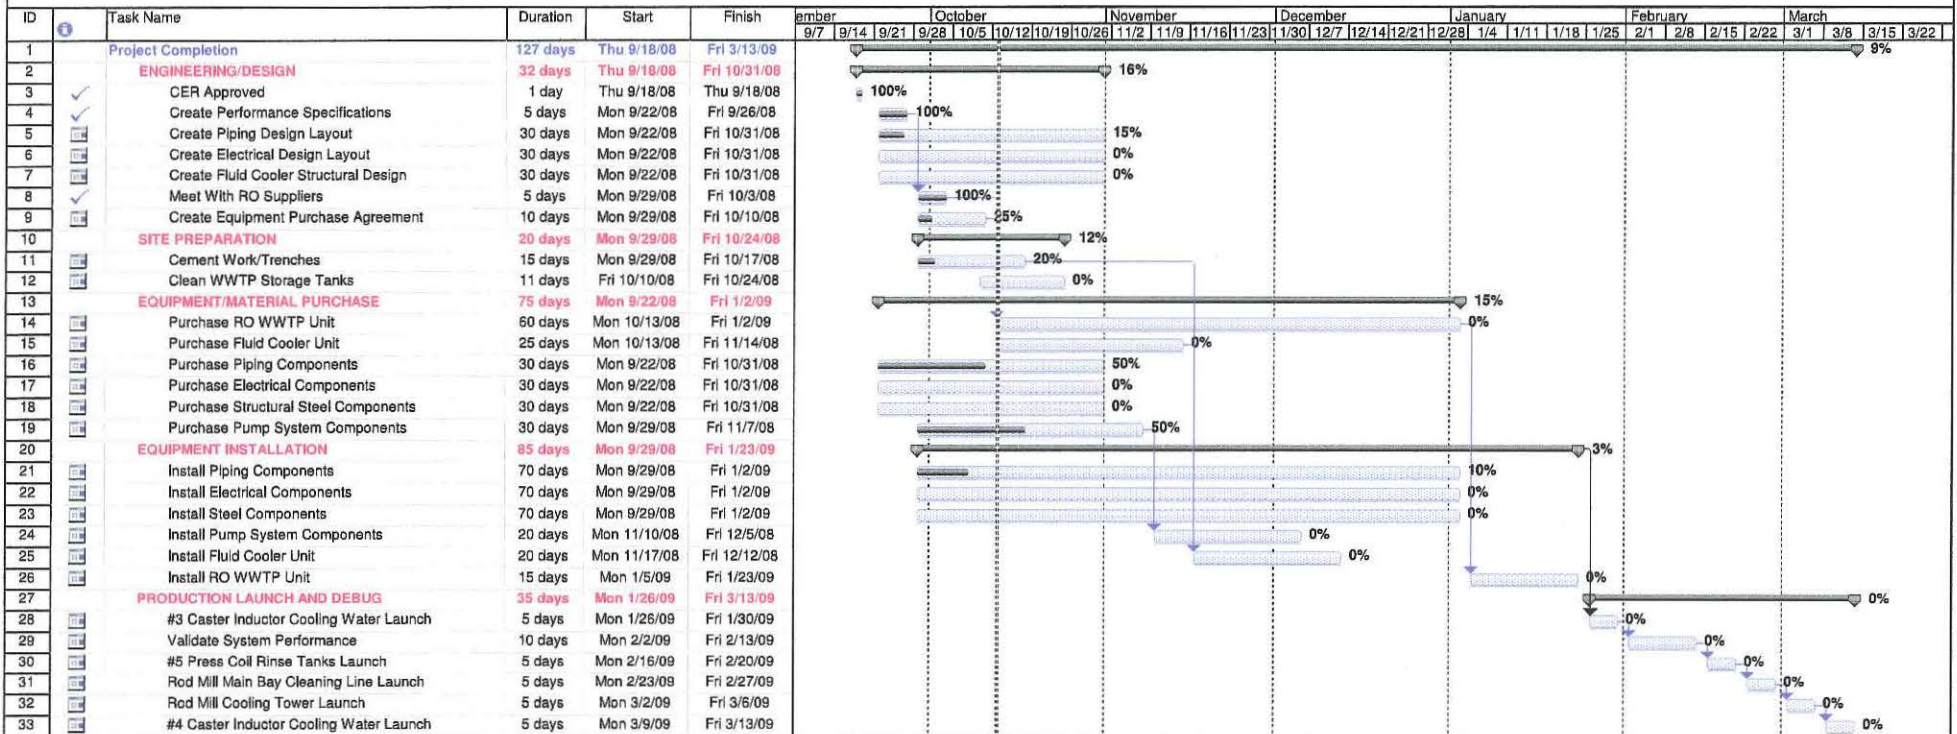 ID Task Name Duration Start Finish ember October November December January February March
9/7 9/14 9/21 9/28 10/5 10/12 10/19 10/26 11/2 11/9 11/16 11/23 11/30 12/7 12/14 12/21 12/28 1/4 1/11 1/18 1/25 2/1 2/8 2/15 2/22 3/1 3/8 3/15 3/22
1 Project Completion 127 days Thu 9/18/08 Fri 3/13/09 9%
2 ENGINEERING/DESIGN 32 days Thu 9/18/08 Fri 10/31/08 16%
3 CER Approved 1 day Thu 9/18/08 Thu 9/18/08 100%
4 Create Performance Specifications 5 days Mon 9/22/08 Fri 9/26/08 100%
5 Create Piping Design Layout 30 days Mon 9/22/08 Fri 10/31/08 15%
6 Create Electrical Design Layout 30 days Mon 9/22/08 Fri 10/31/08 0%
7 Create Fluid Cooler Structural Design 30 days Mon 9/22/08 Fri 10/31/08 0%
8 Meet With RO Suppliers 5 days Mon 9/29/08 Fri 10/3/08 100%
9 Create Equipment Purchase Agreement 10 days Mon 9/29/08 Fri 10/10/08 25%
10 SITE PREPARATION 20 days Mon 9/29/08 Fri 10/24/08 12%
11 Cement Work/Trenches 15 days Mon 9/29/08 Fri 10/17/08 20%
12 Clean WWTP Storage Tanks 11 days Fri 10/10/08 Fri 10/24/08 0%
13 EQUIPMENT/MATERIAL PURCHASE 75 days Mon 9/22/08 Fri 1/2/09 15%
14 Purchase RO WWTP Unit 60 days Mon 10/13/08 Fri 1/2/09 0%
15 Purchase Fluid Cooler Unit 25 days Mon 10/13/08 Fri 11/14/08 0%
16 Purchase Piping Components 30 days Mon 9/22/08 Fri 10/31/08 50%
17 Purchase Electrical Components 30 days Mon 9/22/08 Fri 10/31/08 0%
18 Purchase Structural Steel Components 30 days Mon 9/22/08 Fri 10/31/08 0%
19 Purchase Pump System Components 30 days Mon 9/29/08 Fri 11/7/08 50%
20 EQUIPMENT INSTALLATION 85 days Mon 9/29/08 Fri 1/23/09 3%
21 Install Piping Components 70 days Mon 9/29/08 Fri 1/2/09 10%
22 Install Electrical Components 70 days Mon 9/29/08 Fri 1/2/09 0%
23 Install Steel Components 70 days Mon 9/29/08 Fri 1/2/09 0%
24 Install Pump System Components 20 days Mon 11/10/08 Fri 12/5/08 0%
25 Install Fluid Cooler Unit 20 days Mon 11/17/08 Fri 12/12/08 0%
26 Install RO WWTP Unit 15 days Mon 1/5/09 Fri 1/23/09 0%
27 PRODUCTION LAUNCH AND DEBUG 35 days Mon 1/26/09 Fri 3/13/09 0%
28 #3 Caster Inductor Cooling Water Launch 5 days Mon 1/26/09 Fri 1/30/09 0%
29 Validate System Performance 10 days Mon 2/2/09 Fri 2/13/09 0%
30 #5 Press Coil Rinse Tanks Launch 5 days Mon 2/16/09 Fri 2/20/09 0%
31 Rod Mill Main Bay Cleaning Line Launch 5 days Mon 2/23/09 Fri 2/27/09 0%
32 Rod Mill Cooling Tower Launch 5 days Mon 3/2/09 Fri 3/6/09 0%
33 #4 Caster Inductor Cooling Water Launch 5 days Mon 3/9/09 Fri 3/13/09 0%